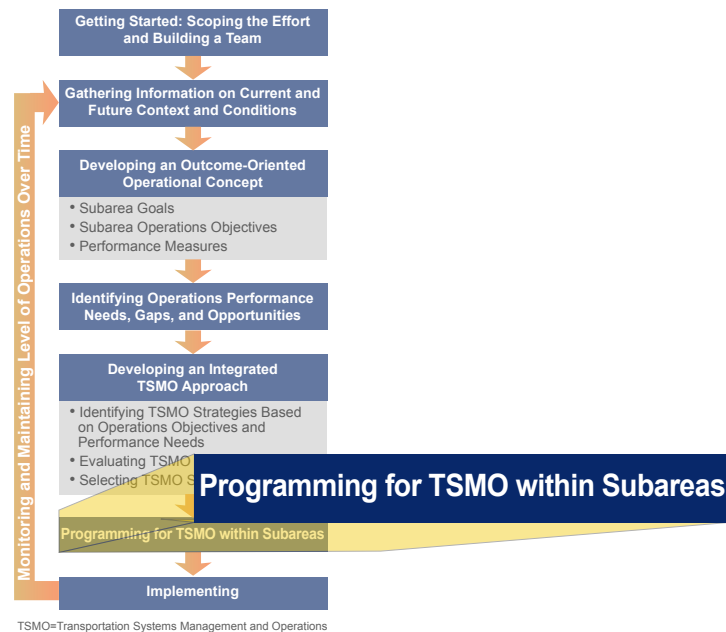 Getting Started: Scoping the Effort
and Building a Team
Gathering Information on Current and
Future Context and Conditions
Developing an Outcome-Oriented
Operational Concept
• Subarea Goals
• Subarea Operations Objectives
• Performance Measures
Identifying Operations Performance
Needs, Gaps, and Opportunities
Developing an Integrated
TSMO Approach
• Identifying TSMO Strategies Based
on Operations Objectives and
Performance Needs
• Evaluating TSMO
• Selecting TSMO S
Programming for TSMO within Subareas
Programming for TSMO within Subareas
Implementing
Monitoring and Maintaining Level of Operations Over Time
TSMO=Transportation Systems Management and Operations